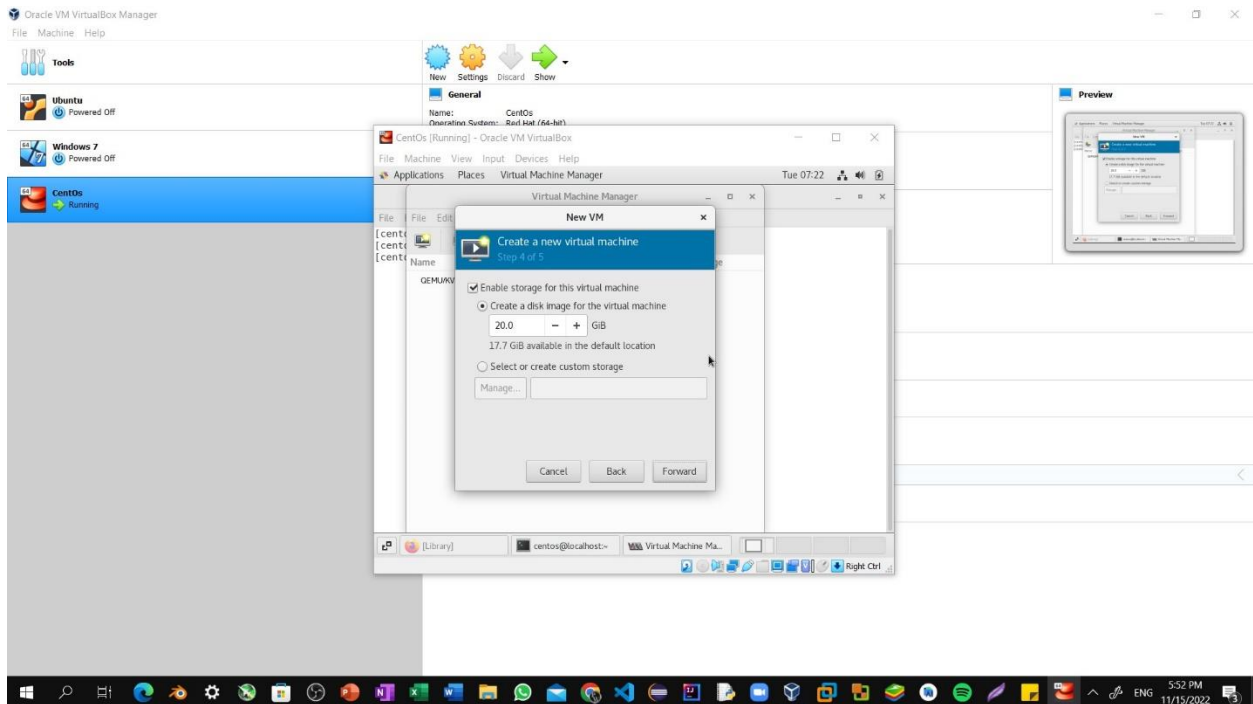 Oracle VM VirtualBox Manager
File Machine Help
Tools
New Settings Discard Show
Ubuntu
Powered Off
Windows 7
Powered Off
CentOs
Running
General
Name: CentOs
Operating System: Red Hat (64-bit)
Preview
CentOs [Running] - Oracle VM VirtualBox
File Machine View Input Devices Help
Applications Places Virtual Machine Manager Tue 07:22
Virtual Machine Manager
File File Edit
[cent
[cent
[cent
Name
QEMU/KV
New VM
Create a new virtual machine
Step 4 of 5
Enable storage for this virtual machine
Create a disk image for the virtual machine
20.0 − + GiB
17.7 GiB available in the default location
Select or create custom storage
Manage...
Cancel Back Forward
[Library] centos@localhost:~ Virtual Machine Ma...
Right Ctrl
ENG 5:52 PM
11/15/2022